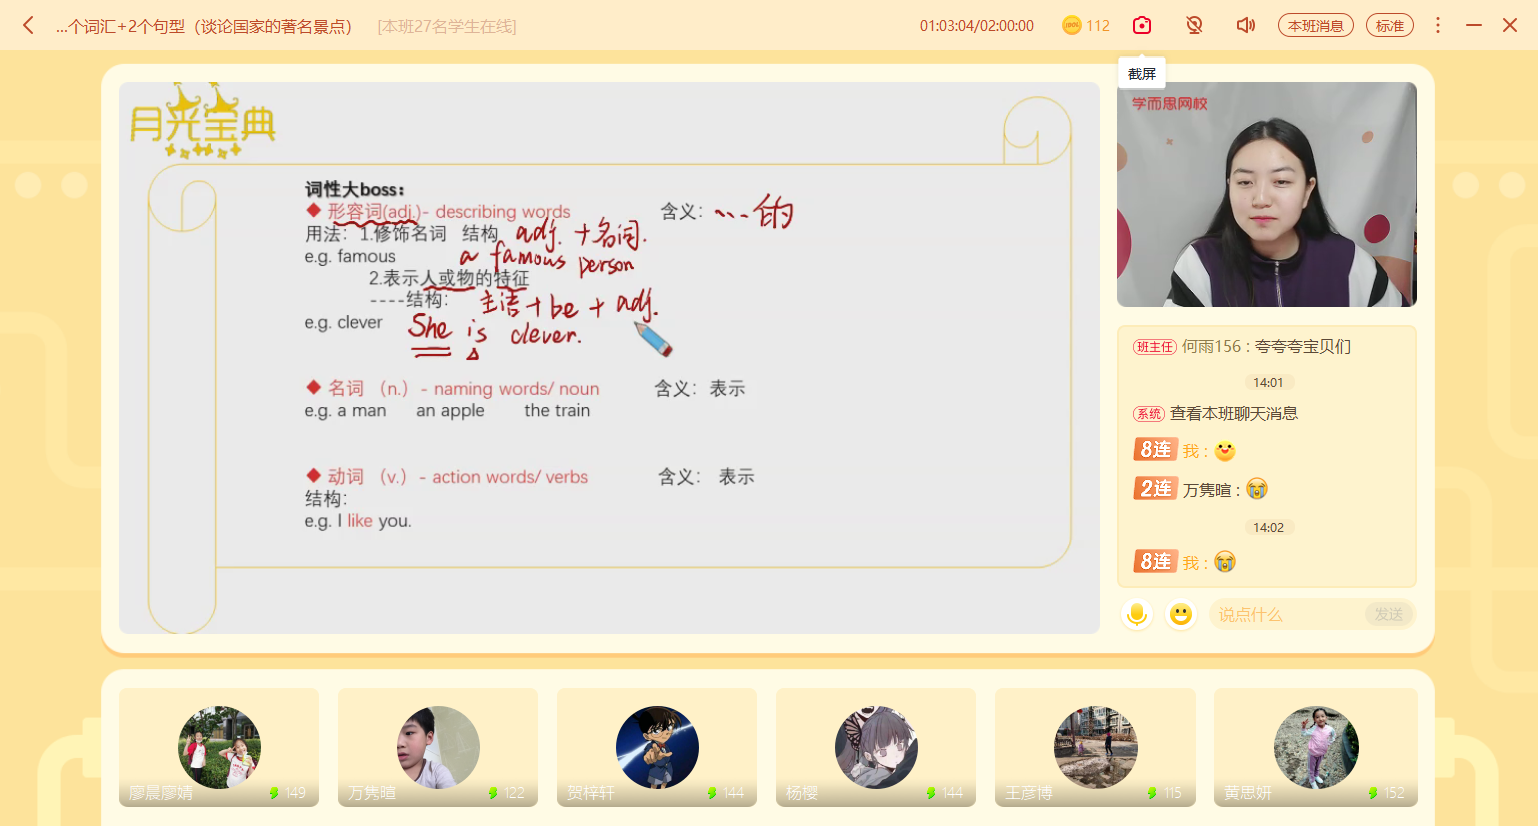 ...个词汇+2个句型（谈论国家的著名景点）
[本班27名学生在线]
01:03:04/02:00:00
112
本班消息
标准
截屏
月光宝典
词性大boss：
形容词(adj.)- describing words
含义：
...的
用法：1.修饰名词 结构
adj. +名词.
e.g. famous
a famous person
2.表示人或物的特征
----结构：
主语+be + adj.
e.g. clever
She is clever.
名词 （n.）- naming words/ noun
含义： 表示
e.g. a man an apple the train
动词 （v.）- action words/ verbs
含义： 表示
结构：
e.g. I like you.
学而思网校
班主任 何雨156 : 夸夸夸宝贝们
14:01
系统 查看本班聊天消息
8连 我 :
2连 万隽暄 :
14:02
8连 我 :
说点什么
发送
廖晨廖婧 149
万隽暄 122
贺梓轩 144
杨樱 144
王彦博 115
黄思妍 152